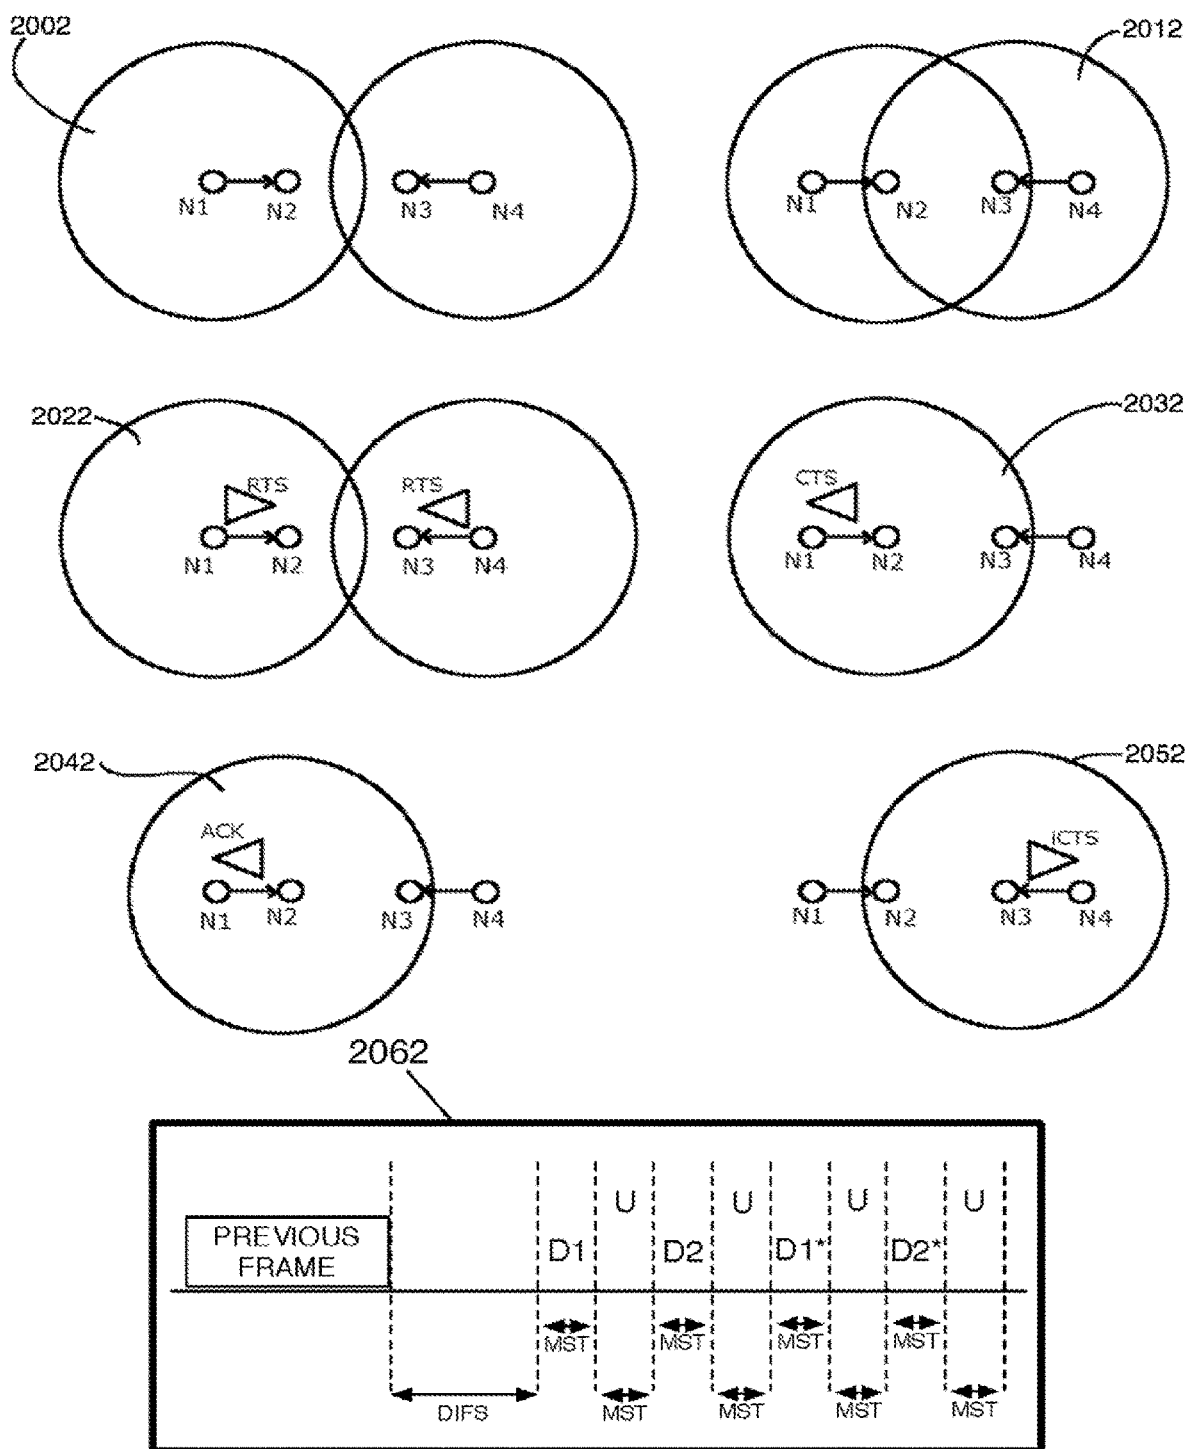 2002
N1
N2
N3
N4
2012
N1
N2
N3
N4
2022
RTS
RTS
N1
N2
N3
N4
2032
CTS
N1
N2
N3
N4
2042
ACK
N1
N2
N3
N4
2052
iCTS
N1
N2
N3
N4
2062
U
U
U
U
PREVIOUS
FRAME
D1
D2
D1*
D2*
MST
MST
MST
MST
DIFS
MST
MST
MST
MST